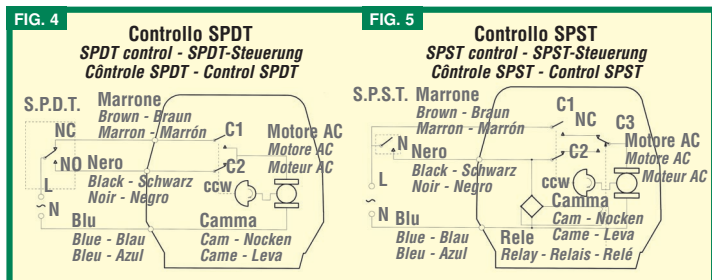 FIG. 4
Controllo SPDT
SPDT control - SPDT-Steuerung
Côntrole SPDT - Control SPDT
S.P.D.T.
Marrone
Brown - Braun
Marron - Marrón
NC
C1
Motore AC
Motore AC
Moteur AC
NO
Nero
Black - Schwarz
Noir - Negro
C2
ccw
L
~
N
Blu
Blue - Blau
Bleu - Azul
Camma
Cam - Nocken
Came - Leva
FIG. 5
Controllo SPST
SPST control - SPST-Steuerung
Côntrole SPST - Control SPST
S.P.S.T.
Marrone
Brown - Braun
Marron - Marrón
C1
NC
C3
Motore AC
Motore AC
Moteur AC
N
Nero
Black - Schwarz
Noir - Negro
C2
ccw
L
~
N
Blu
Blue - Blau
Bleu - Azul
Camma
Cam - Nocken
Came - Leva
Rele
Relay - Relais - Relé